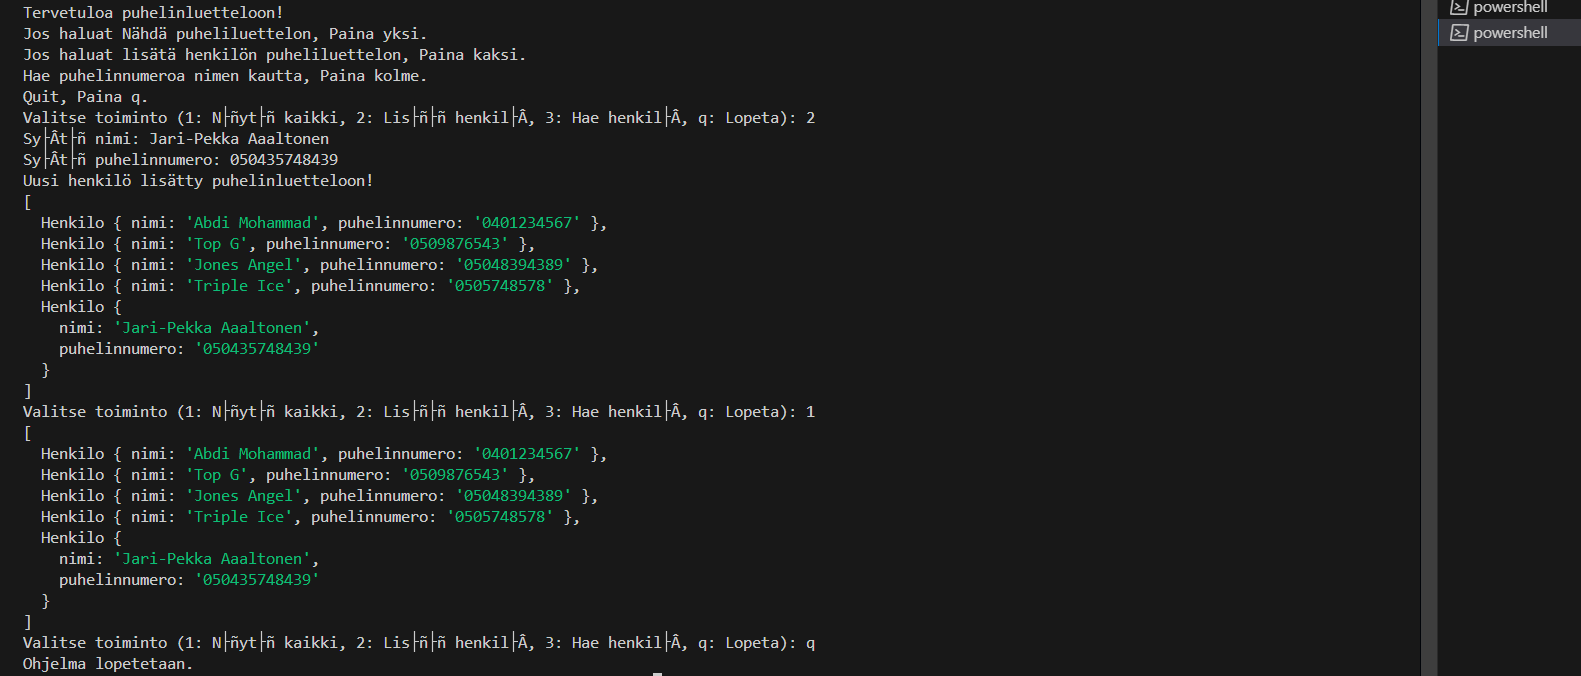 Tervetuloa puhelinluetteloon!
Jos haluat Nähdä puheliluettelon, Paina yksi.
Jos haluat lisätä henkilön puheliluettelon, Paina kaksi.
Hae puhelinnumeroa nimen kautta, Paina kolme.
Quit, Paina q.
Valitse toiminto (1: N├ñyt├ñ kaikki, 2: Lis├ñ├ñ henkil├Â, 3: Hae henkil├Â, q: Lopeta): 2
Sy├Ât├ñ nimi: Jari-Pekka Aaaltonen
Sy├Ât├ñ puhelinnumero: 050435748439
Uusi henkilö lisätty puhelinluetteloon!
[
  Henkilo { nimi: 'Abdi Mohammad', puhelinnumero: '0401234567' },
  Henkilo { nimi: 'Top G', puhelinnumero: '0509876543' },
  Henkilo { nimi: 'Jones Angel', puhelinnumero: '05048394389' },
  Henkilo { nimi: 'Triple Ice', puhelinnumero: '0505748578' },
  Henkilo {
    nimi: 'Jari-Pekka Aaaltonen',
    puhelinnumero: '050435748439'
  }
]
Valitse toiminto (1: N├ñyt├ñ kaikki, 2: Lis├ñ├ñ henkil├Â, 3: Hae henkil├Â, q: Lopeta): 1
[
  Henkilo { nimi: 'Abdi Mohammad', puhelinnumero: '0401234567' },
  Henkilo { nimi: 'Top G', puhelinnumero: '0509876543' },
  Henkilo { nimi: 'Jones Angel', puhelinnumero: '05048394389' },
  Henkilo { nimi: 'Triple Ice', puhelinnumero: '0505748578' },
  Henkilo {
    nimi: 'Jari-Pekka Aaaltonen',
    puhelinnumero: '050435748439'
  }
]
Valitse toiminto (1: N├ñyt├ñ kaikki, 2: Lis├ñ├ñ henkil├Â, 3: Hae henkil├Â, q: Lopeta): q
Ohjelma lopetetaan.
powershell
powershell